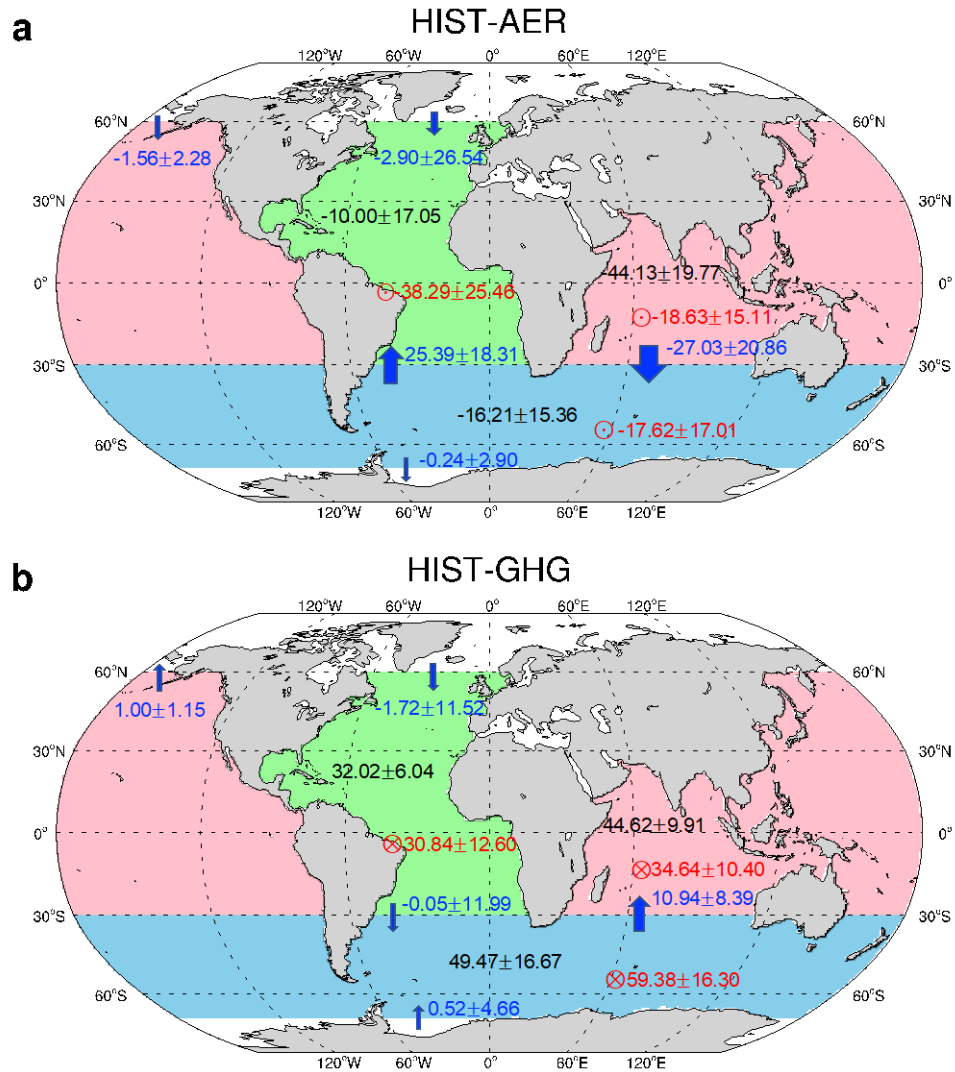 a
HIST-AER
120°W 60°W 0° 60°E 120°E
60°N 60°N
-1.56±2.28
-2.90±26.54
30°N 30°N
-10.00±17.05
-44.13±19.77
0° 0°
-38.29±25.46
-18.63±15.11
25.39±18.31
-27.03±20.86
30°S 30°S
-16.21±15.36
-17.62±17.01
60°S 60°S
-0.24±2.90
120°W 60°W 0° 60°E 120°E
b
HIST-GHG
120°W 60°W 0° 60°E 120°E
60°N 60°N
1.00±1.15
-1.72±11.52
30°N 30°N
32.02±6.04
44.62±9.91
0° 0°
30.84±12.60
34.64±10.40
-0.05±11.99
10.94±8.39
30°S 30°S
49.47±16.67
59.38±16.30
60°S 60°S
0.52±4.66
120°W 60°W 0° 60°E 120°E